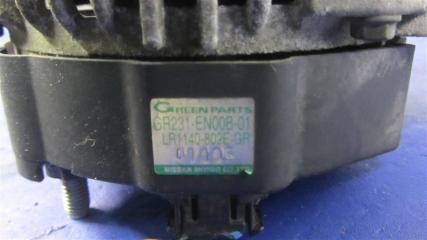 GREEN PARTS
GR231-EN00B-01
LR1140-802E-GR
NISSAN MOTOR CO.,LTD.